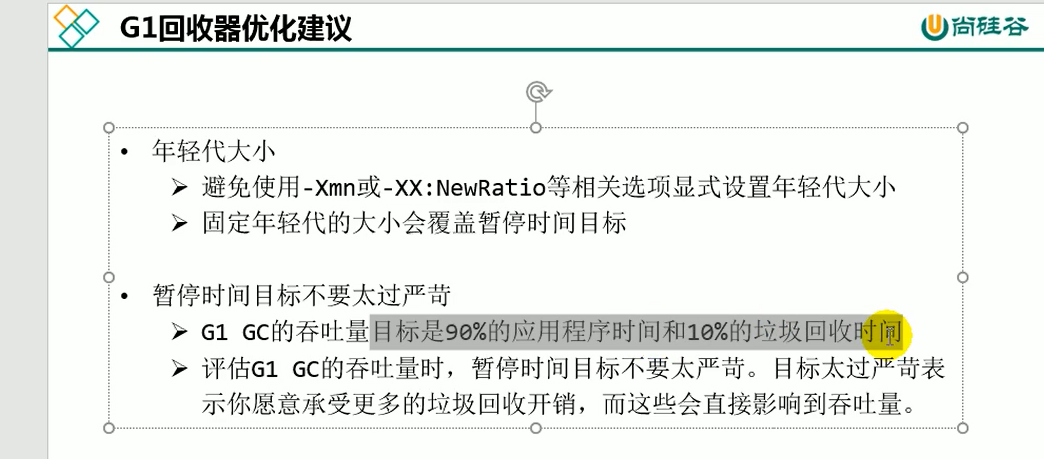 G1回收器优化建议
尚硅谷
• 年轻代大小
➢ 避免使用-Xmn或-XX:NewRatio等相关选项显式设置年轻代大小
➢ 固定年轻代的大小会覆盖暂停时间目标
• 暂停时间目标不要太过严苛
➢ G1 GC的吞吐量目标是90%的应用程序时间和10%的垃圾回收时间
➢ 评估G1 GC的吞吐量时，暂停时间目标不要太严苛。目标太过严苛表
示你愿意承受更多的垃圾回收开销，而这些会直接影响到吞吐量。